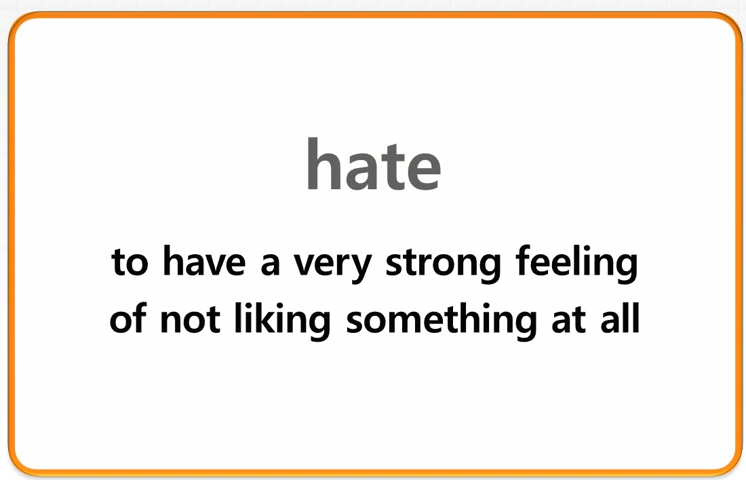 hate
to have a very strong feeling
of not liking something at all